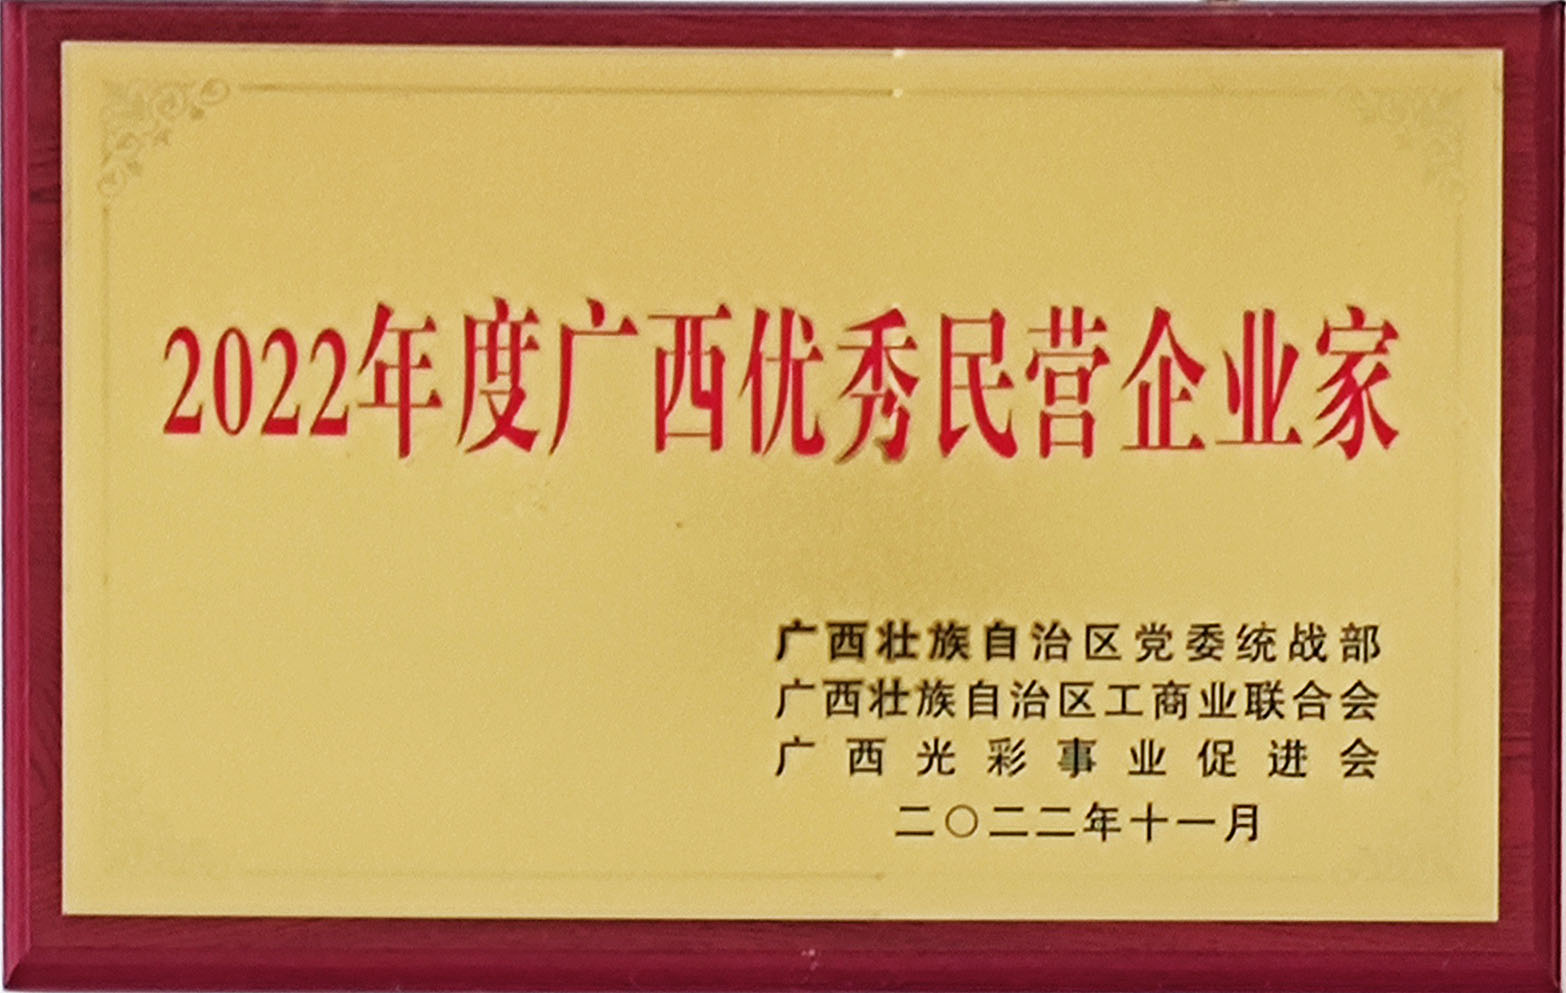 2022年度广西优秀民营企业家
广西壮族自治区党委统战部
广西壮族自治区工商业联合会
广西光彩事业促进会
二〇二二年十一月